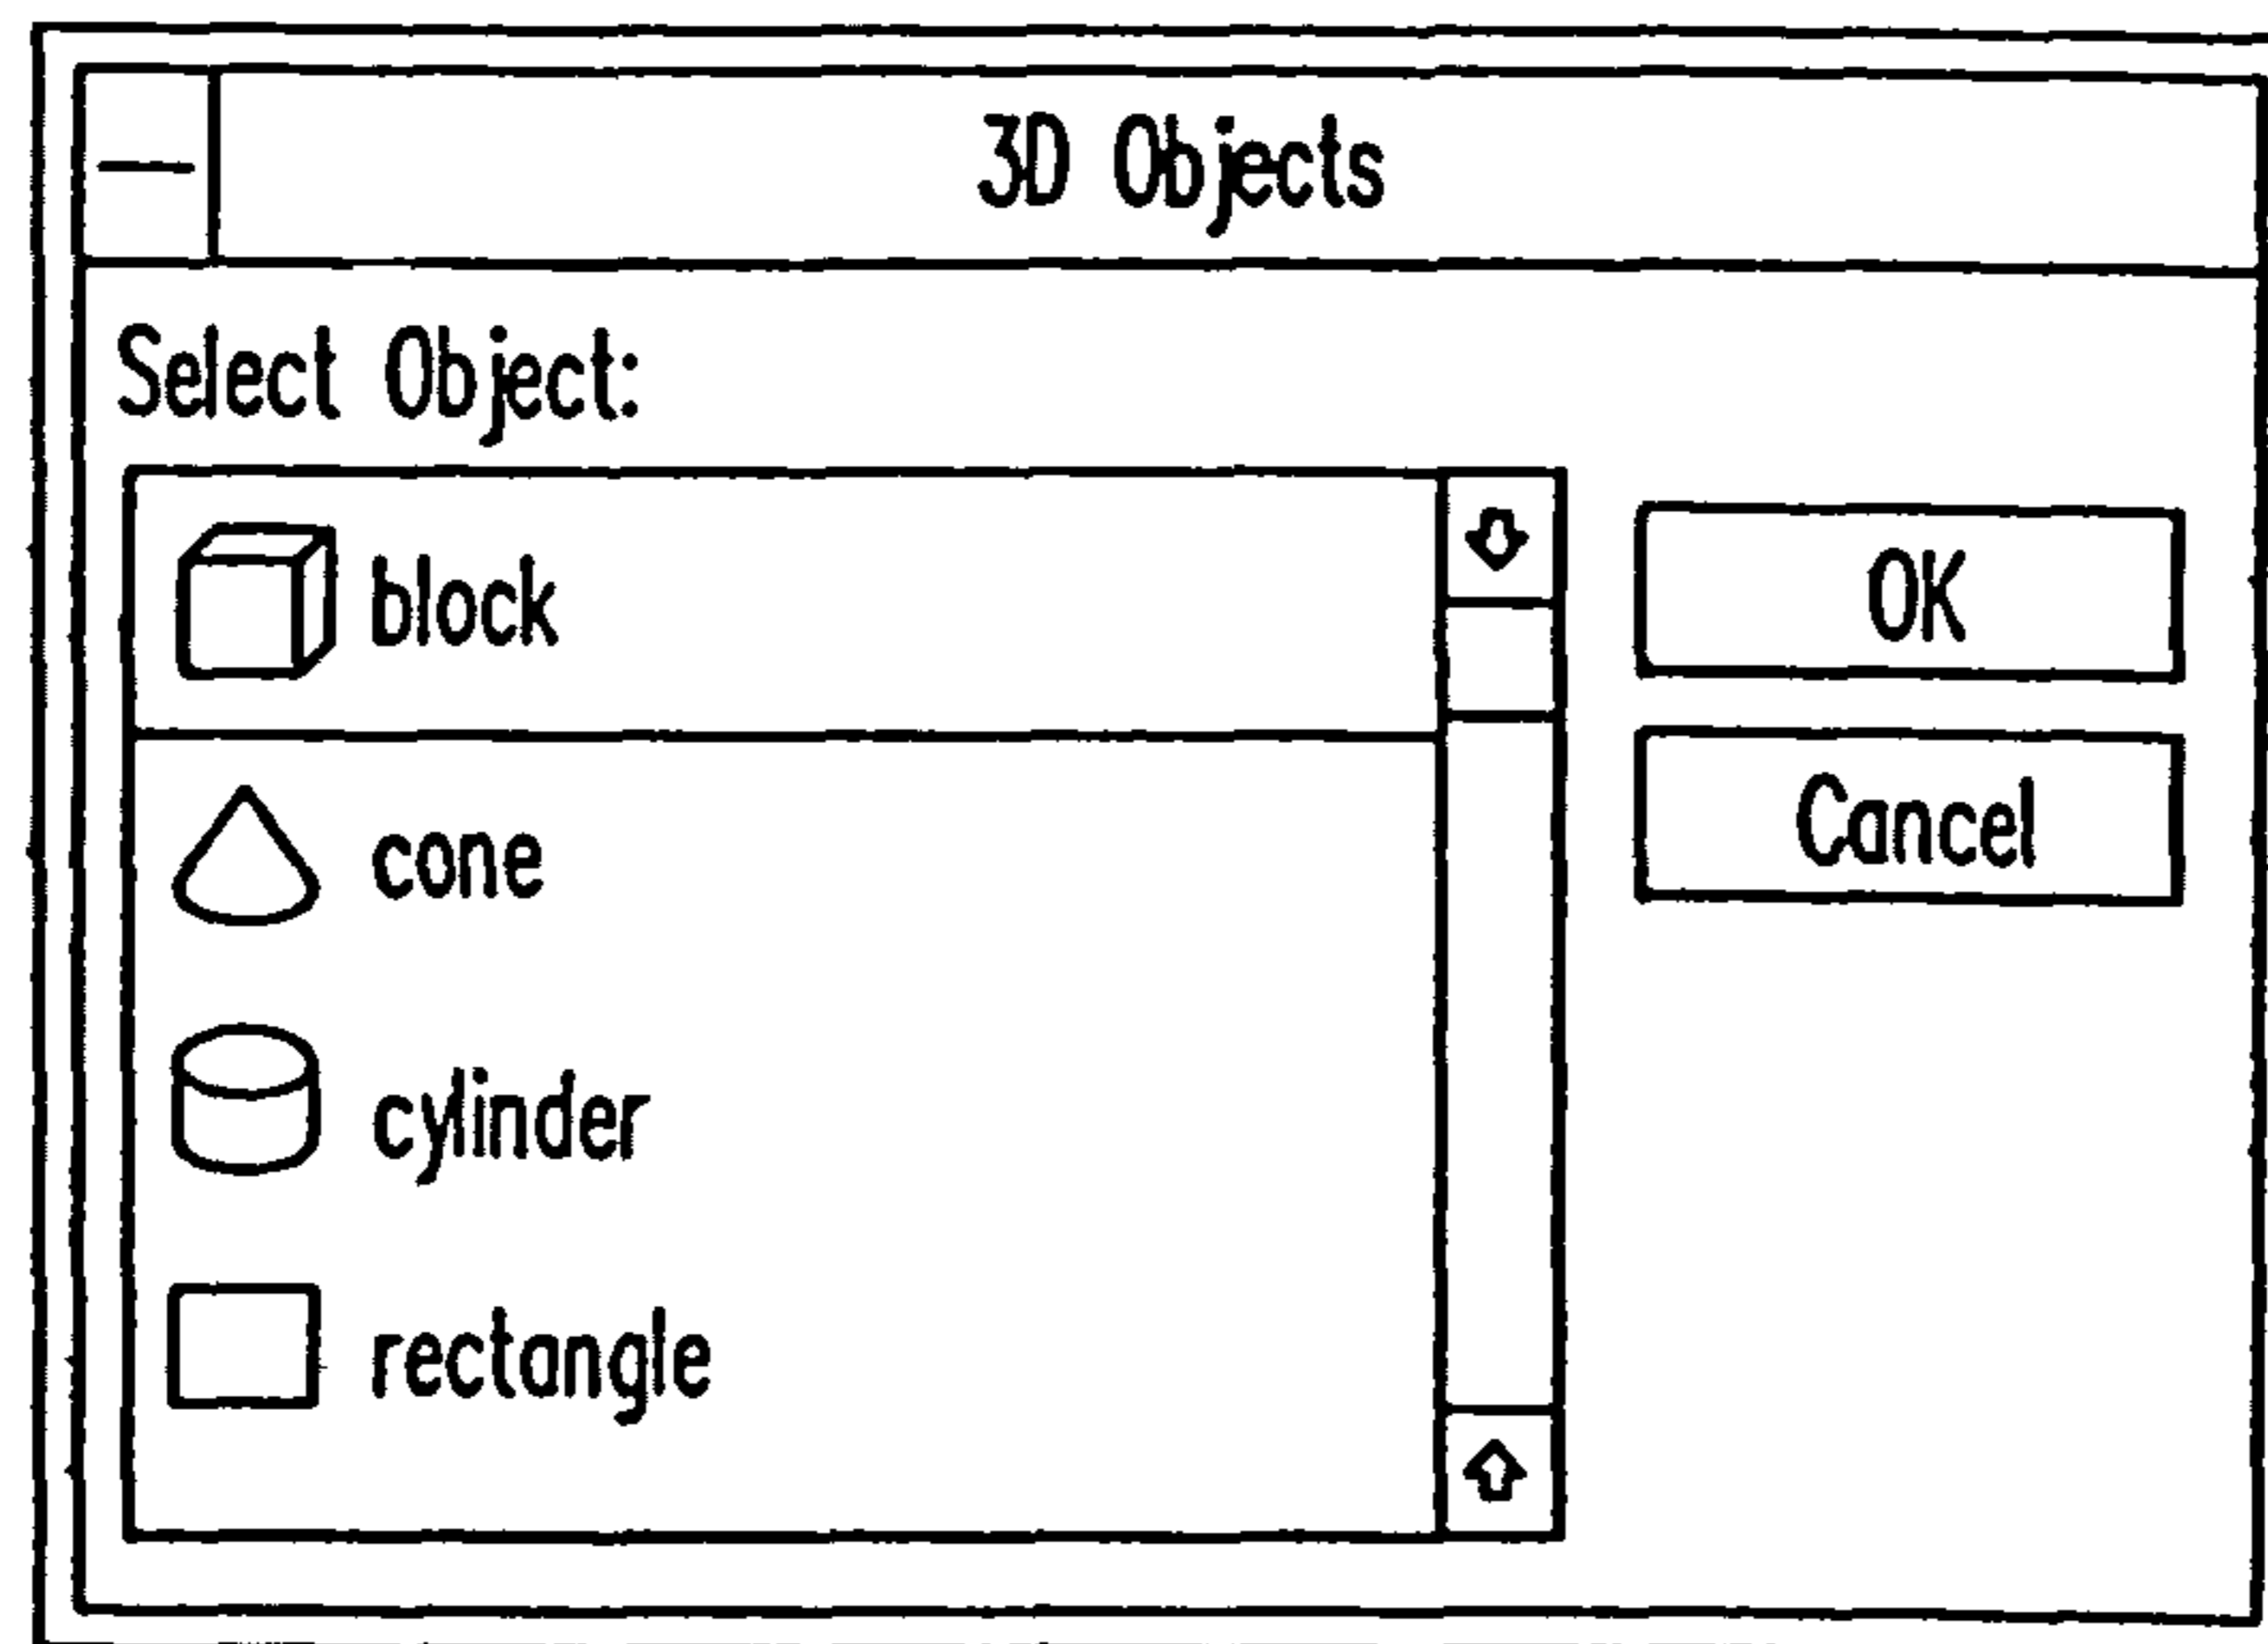 3D Objects
Select Object:
block
OK
cone
Cancel
cylinder
rectangle